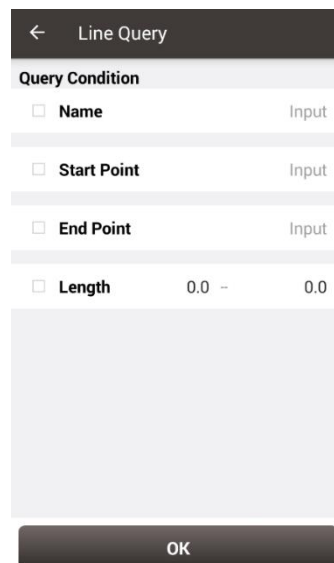 Line Query
Query Condition
Name Input
Start Point Input
End Point Input
Length 0.0 -- 0.0
OK